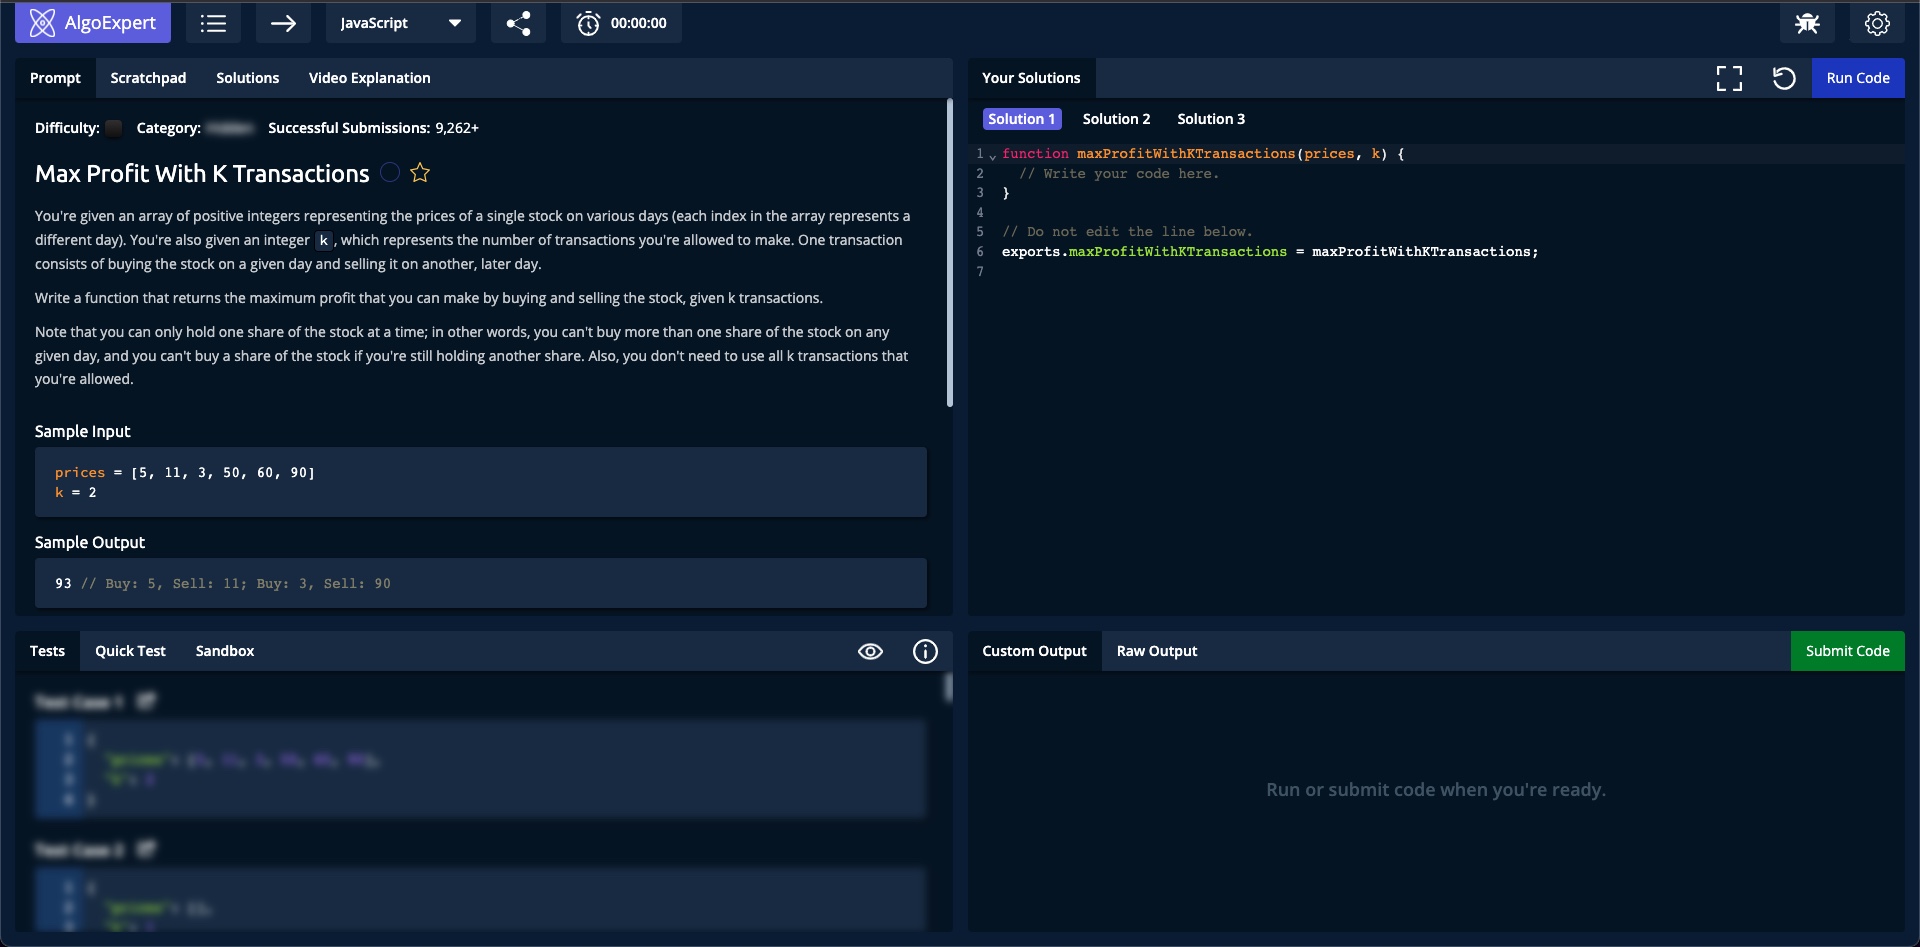 AlgoExpert
JavaScript
00:00:00
Prompt Scratchpad Solutions Video Explanation
Difficulty: Category: Successful Submissions: 9,262+
Max Profit With K Transactions
You're given an array of positive integers representing the prices of a single stock on various days (each index in the array represents a
different day). You're also given an integer k, which represents the number of transactions you're allowed to make. One transaction
consists of buying the stock on a given day and selling it on another, later day.
Write a function that returns the maximum profit that you can make by buying and selling the stock, given k transactions.
Note that you can only hold one share of the stock at a time; in other words, you can't buy more than one share of the stock on any
given day, and you can't buy a share of the stock if you're still holding another share. Also, you don't need to use all k transactions that
you're allowed.
Sample Input
prices = [5, 11, 3, 50, 60, 90]
k = 2
Sample Output
93 // Buy: 5, Sell: 11; Buy: 3, Sell: 90
Your Solutions
Run Code
Solution 1 Solution 2 Solution 3
1 function maxProfitWithKTransactions(prices, k) {
2 // Write your code here.
3 }
4
5 // Do not edit the line below.
6 exports.maxProfitWithKTransactions = maxProfitWithKTransactions;
7
Tests Quick Test Sandbox
Test Case 1
Test Case 2
Custom Output Raw Output
Submit Code
Run or submit code when you're ready.